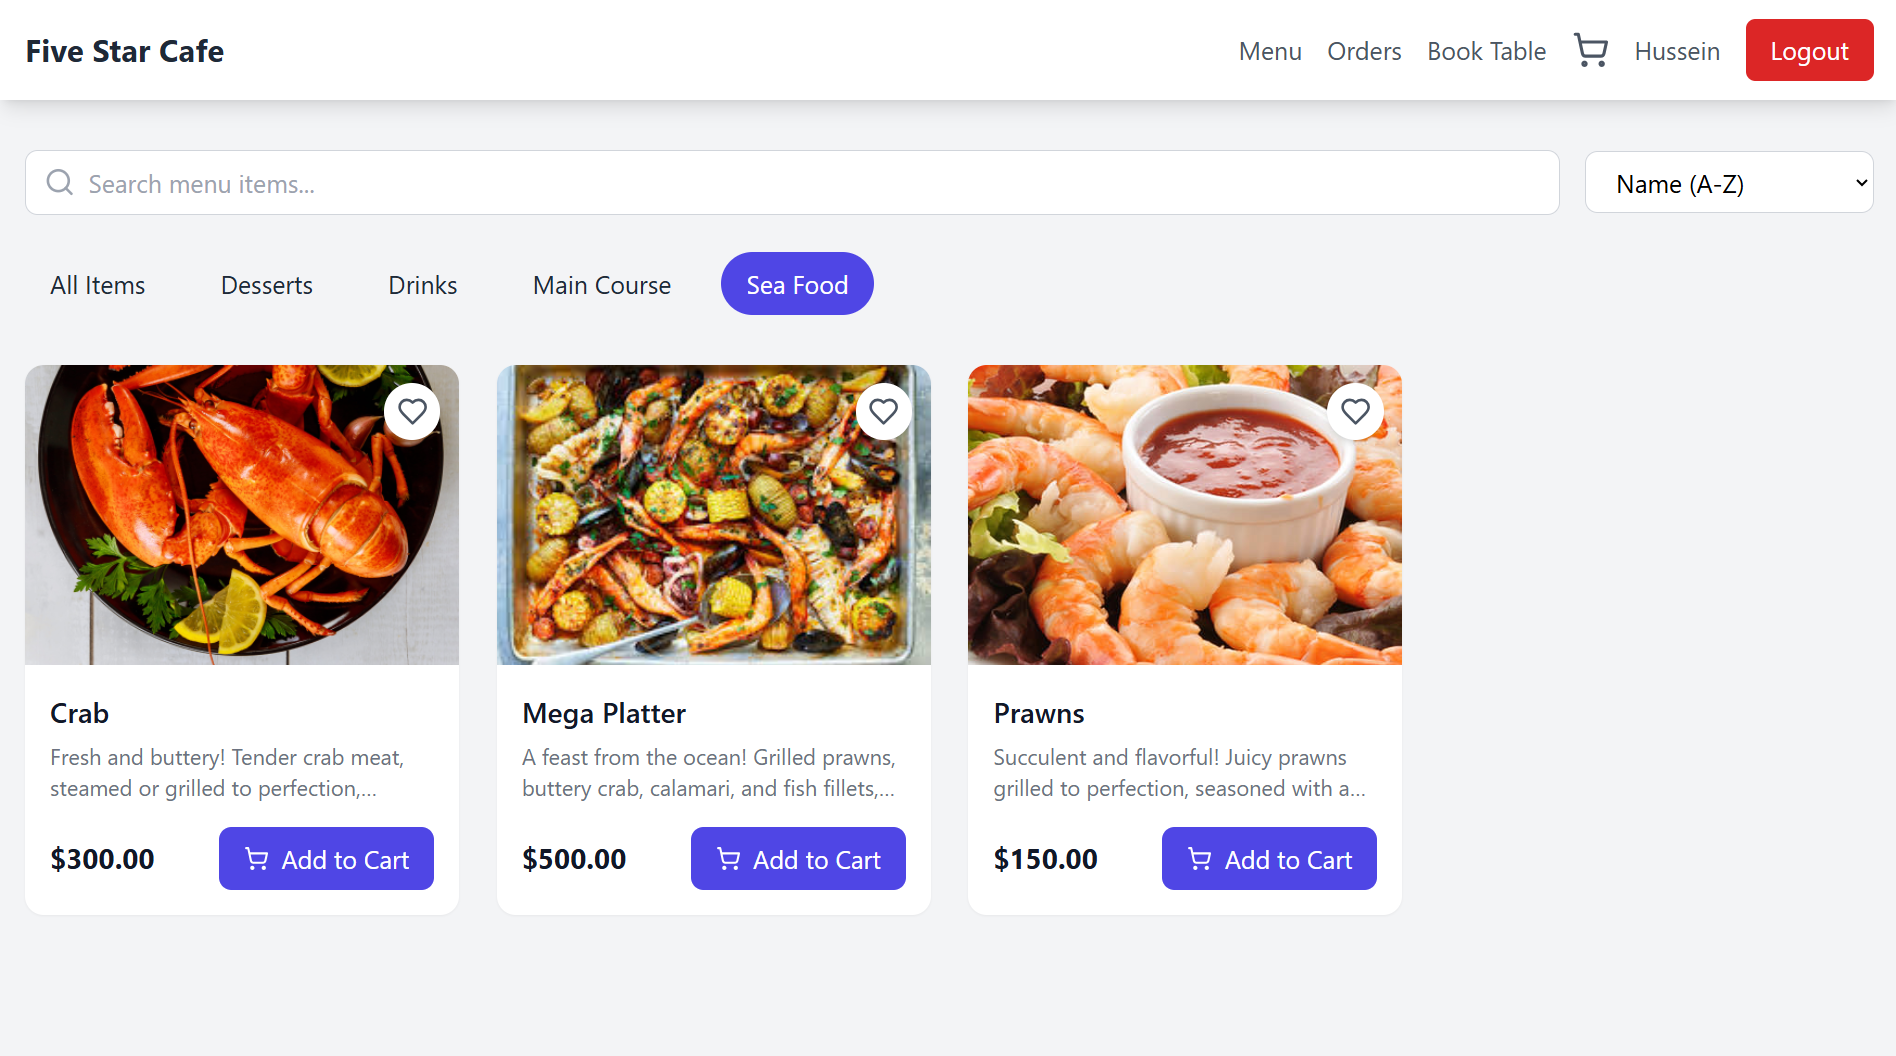 Five Star Cafe
Menu
Orders
Book Table
Hussein
Logout
Search menu items...
Name (A-Z)
All Items
Desserts
Drinks
Main Course
Sea Food
Crab
Fresh and buttery! Tender crab meat,
steamed or grilled to perfection,...
$300.00
Add to Cart
Mega Platter
A feast from the ocean! Grilled prawns,
buttery crab, calamari, and fish fillets,...
$500.00
Add to Cart
Prawns
Succulent and flavorful! Juicy prawns
grilled to perfection, seasoned with a...
$150.00
Add to Cart